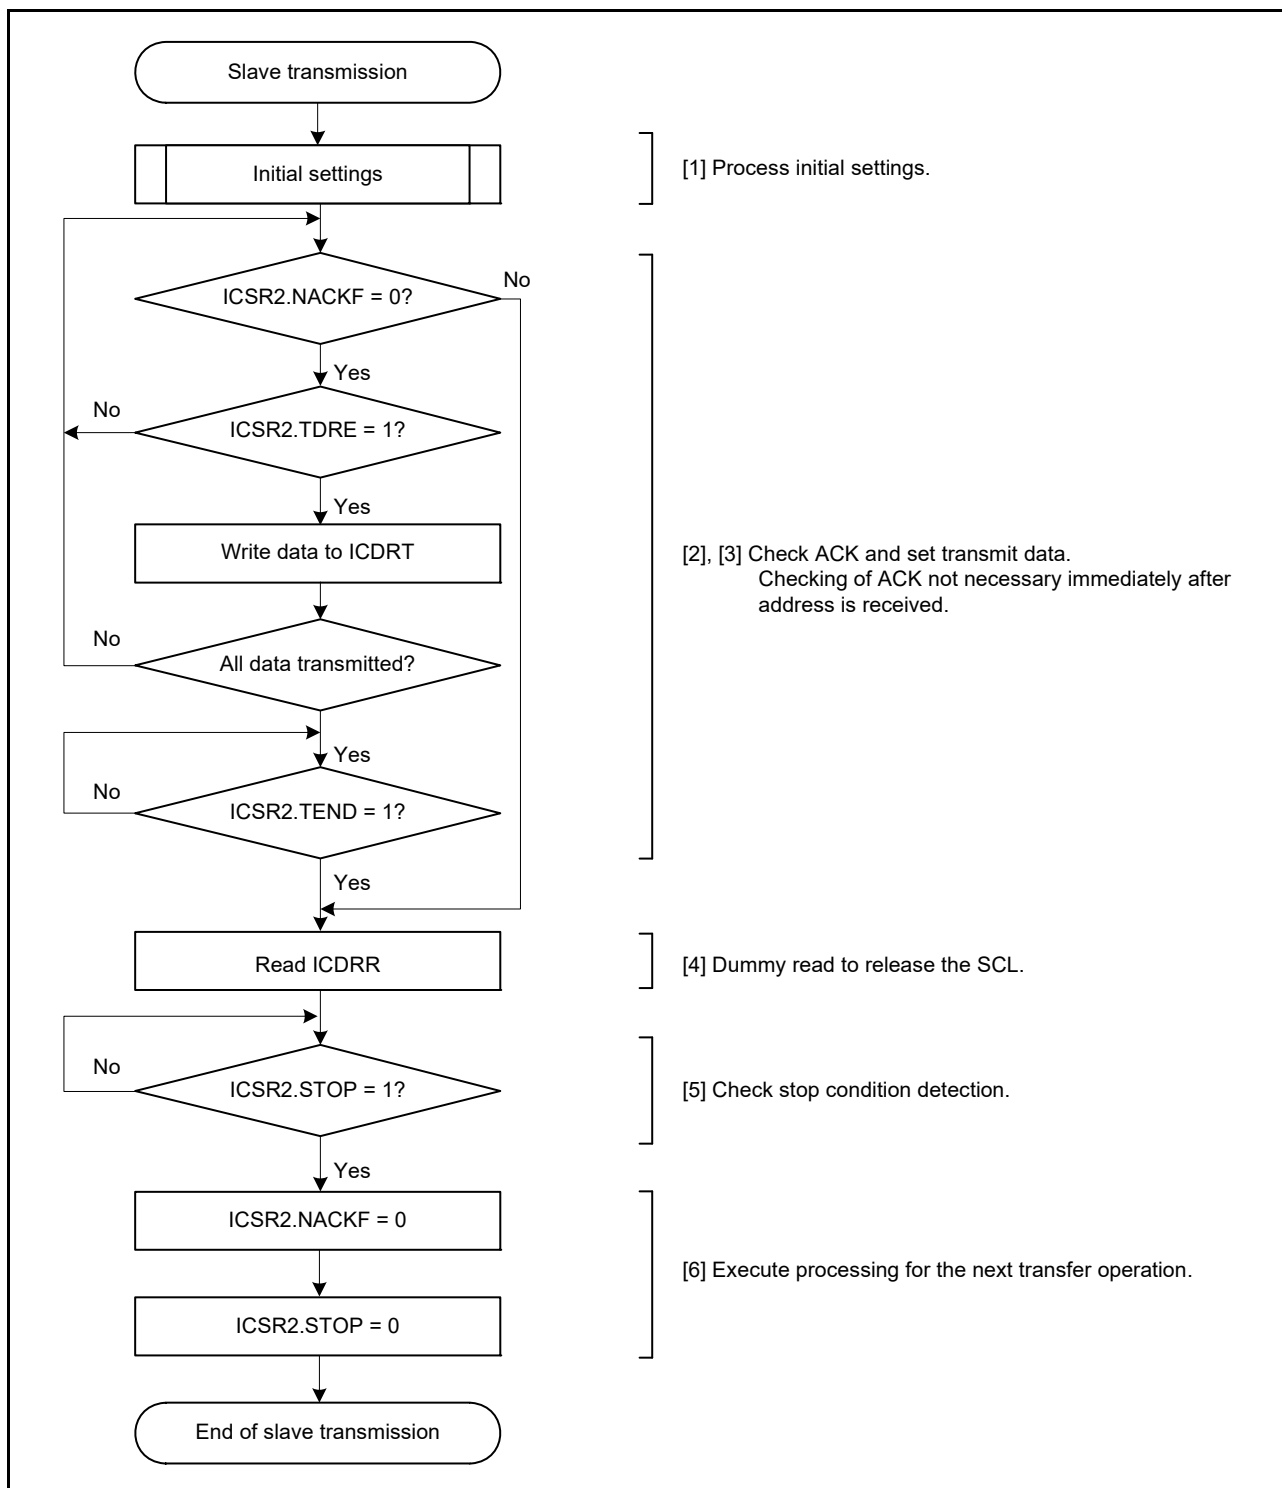 Slave transmission
Initial settings
[1] Process initial settings.
ICSR2.NACKF = 0?
No
Yes
No
ICSR2.TDRE = 1?
Yes
Write data to ICDRT
[2], [3] Check ACK and set transmit data.
Checking of ACK not necessary immediately after
address is received.
No
All data transmitted?
Yes
No
ICSR2.TEND = 1?
Yes
Read ICDRR
[4] Dummy read to release the SCL.
No
ICSR2.STOP = 1?
[5] Check stop condition detection.
Yes
ICSR2.NACKF = 0
[6] Execute processing for the next transfer operation.
ICSR2.STOP = 0
End of slave transmission